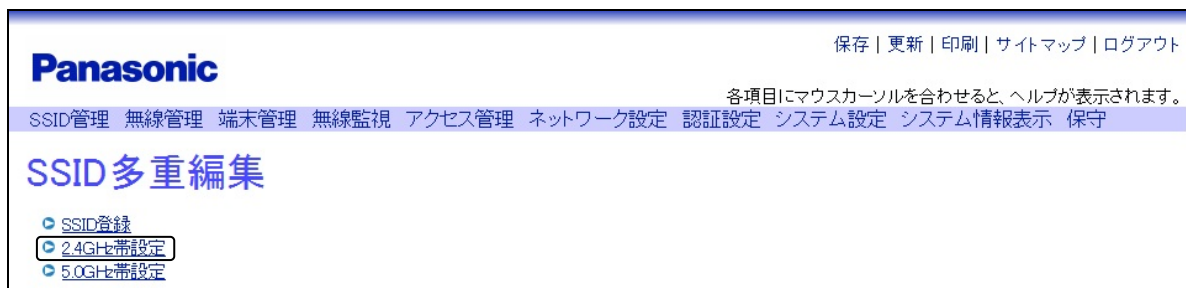 保存 | 更新 | 印刷 | サイトマップ | ログアウト
Panasonic
各項目にマウスカーソルを合わせると、ヘルプが表示されます。
SSID管理 無線管理 端末管理 無線監視 アクセス管理 ネットワーク設定 認証設定 システム設定 システム情報表示 保守
SSID多重編集
SSID登録
2.4GHz帯設定
5.0GHz帯設定